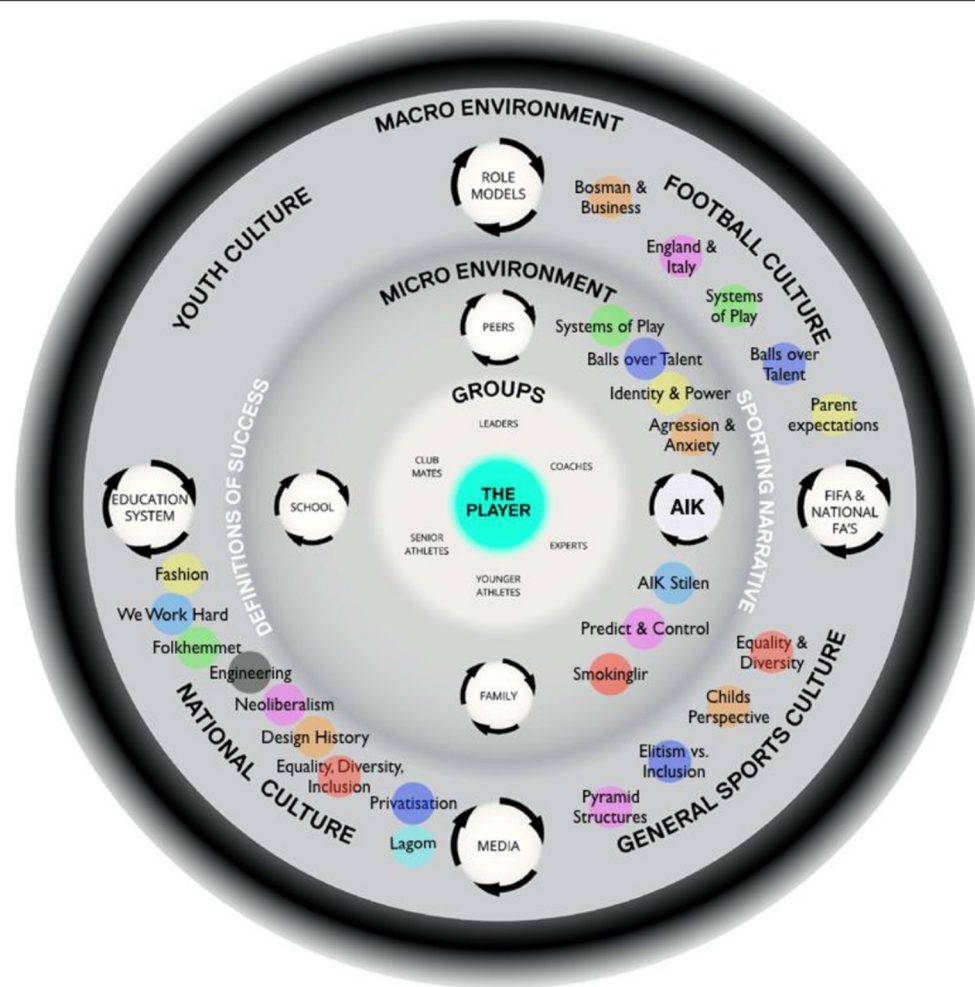 MACRO ENVIRONMENT
ROLE
MODELS
Bosman &
Business
FOOTBALL CULTURE
YOUTH CULTURE
England &
Italy
Systems
of Play
Balls over
Talent
Parent
expectations
MICRO ENVIRONMENT
PEERS
Systems of Play
Balls over Talent
Identity & Power
Agression &
Anxiety
GROUPS
LEADERS
CLUB
MATES
COACHES
THE
PLAYER
SENIOR
ATHLETES
EXPERTS
YOUNGER
ATHLETES
DEFINITIONS OF SUCCESS
SPORTING NARRATIVE
EDUCATION
SYSTEM
SCHOOL
AIK
FIFA &
NATIONAL
FA'S
AIK Stilen
Predict & Control
Smokinglir
FAMILY
Fashion
We Work Hard
Folkhemmet
Engineering
Neoliberalism
Design History
Equality, Diversity,
Inclusion
Privatisation
Lagom
NATIONAL CULTURE
MEDIA
Equality &
Diversity
Childs
Perspective
Elitism vs.
Inclusion
Pyramid
Structures
GENERAL SPORTS CULTURE